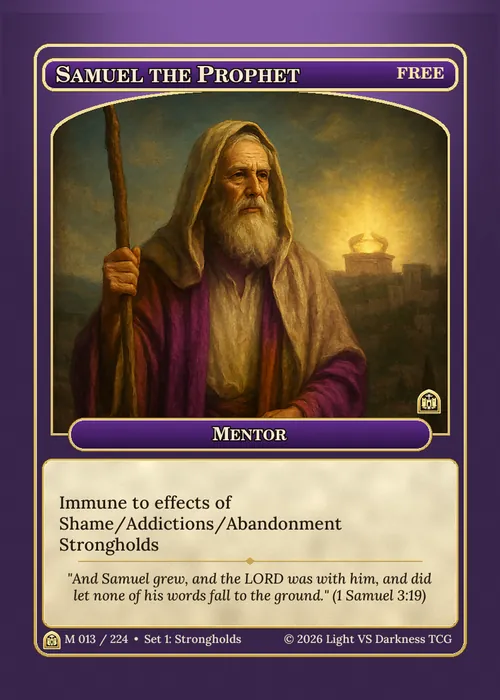 Samuel the Prophet FREE
Mentor
Immune to effects of
Shame/Addictions/Abandonment
Strongholds
"And Samuel grew, and the LORD was with him, and did
let none of his words fall to the ground." (1 Samuel 3:19)
M 013 / 224 • Set 1: Strongholds © 2026 Light VS Darkness TCG